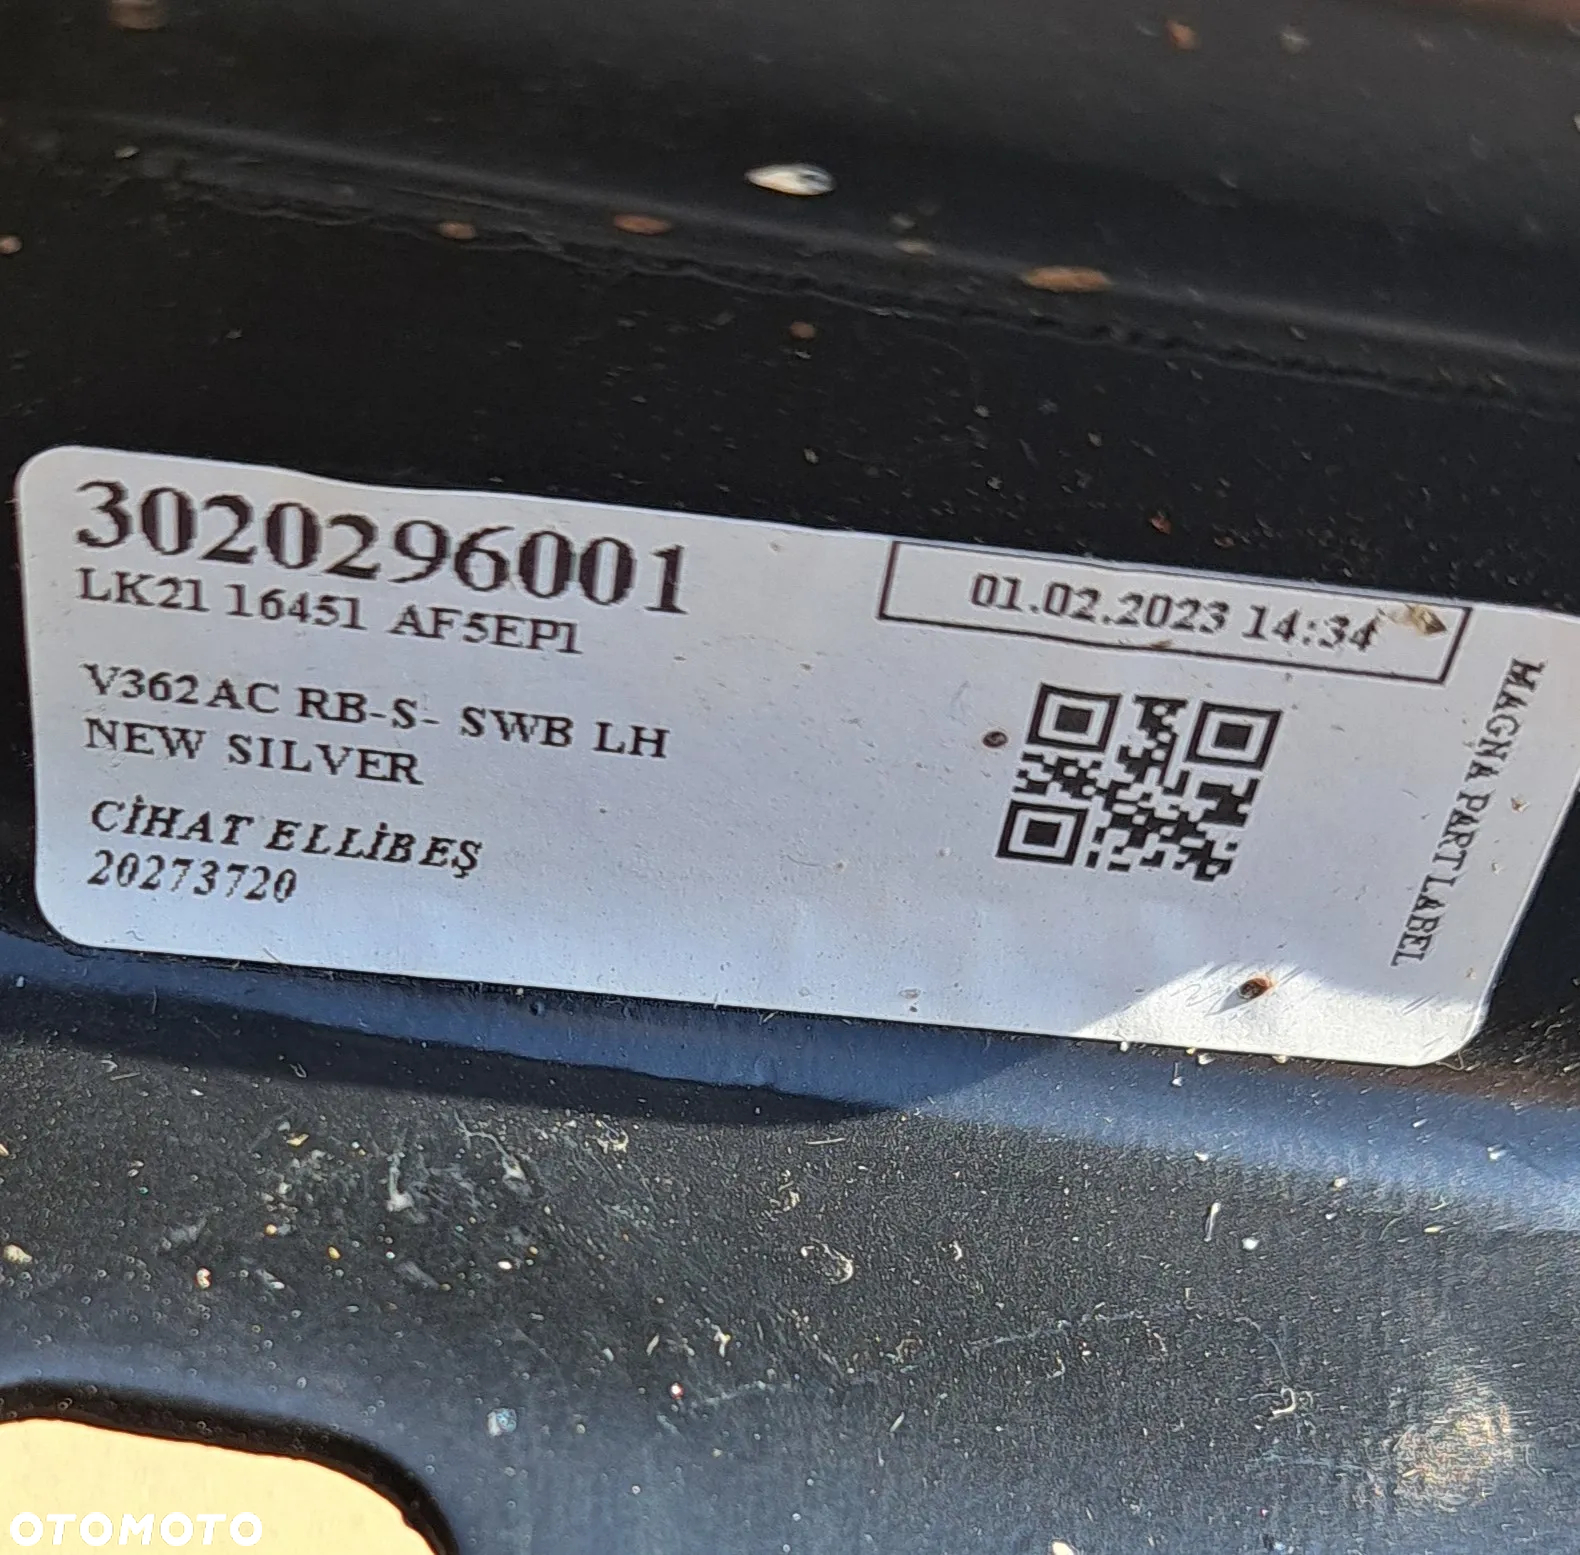 3020296001
LK21 16451 AF5EP1
V362 AC RB-S- SWB LH
NEW SILVER
CİHAT ELLİBEŞ
20273720
01.02.2023 14:34
MAGNA PART LABEL
OTOMOTO